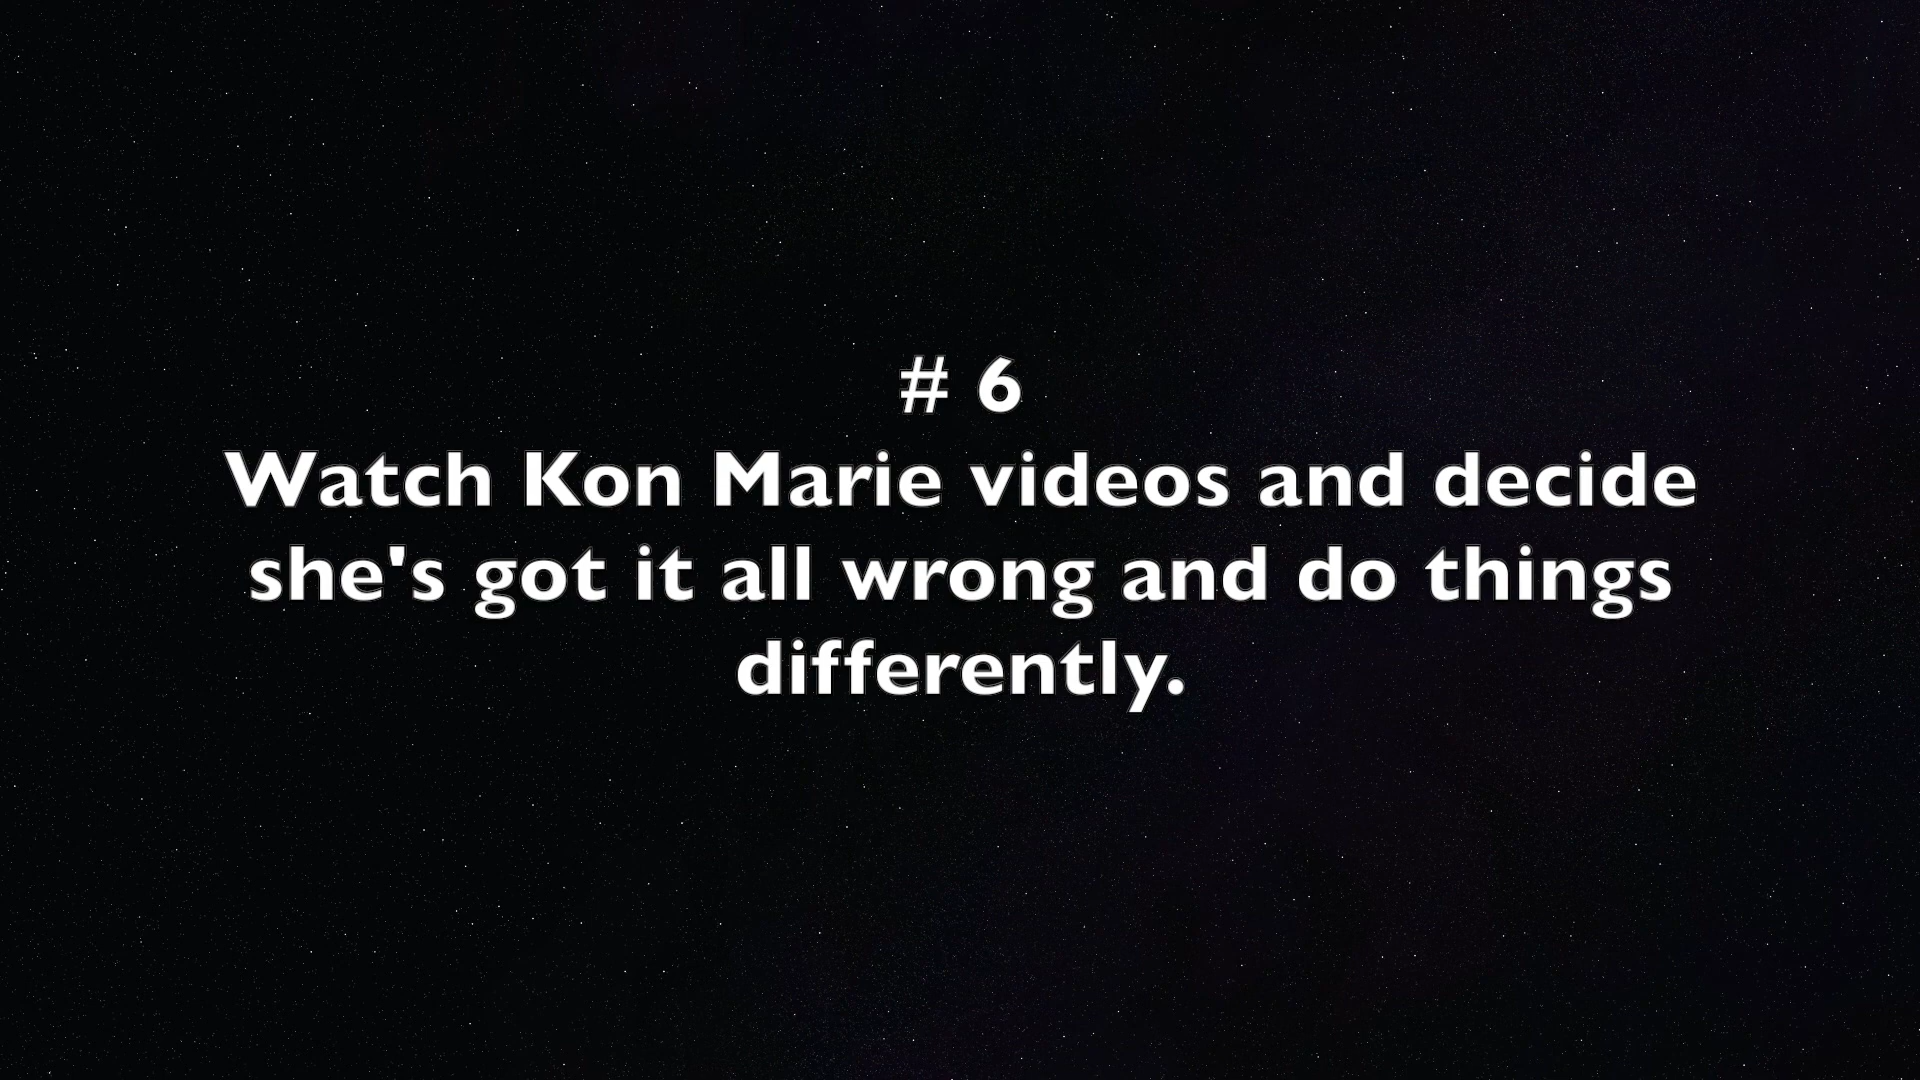 # 6
Watch Kon Marie videos and decide
she's got it all wrong and do things
differently.